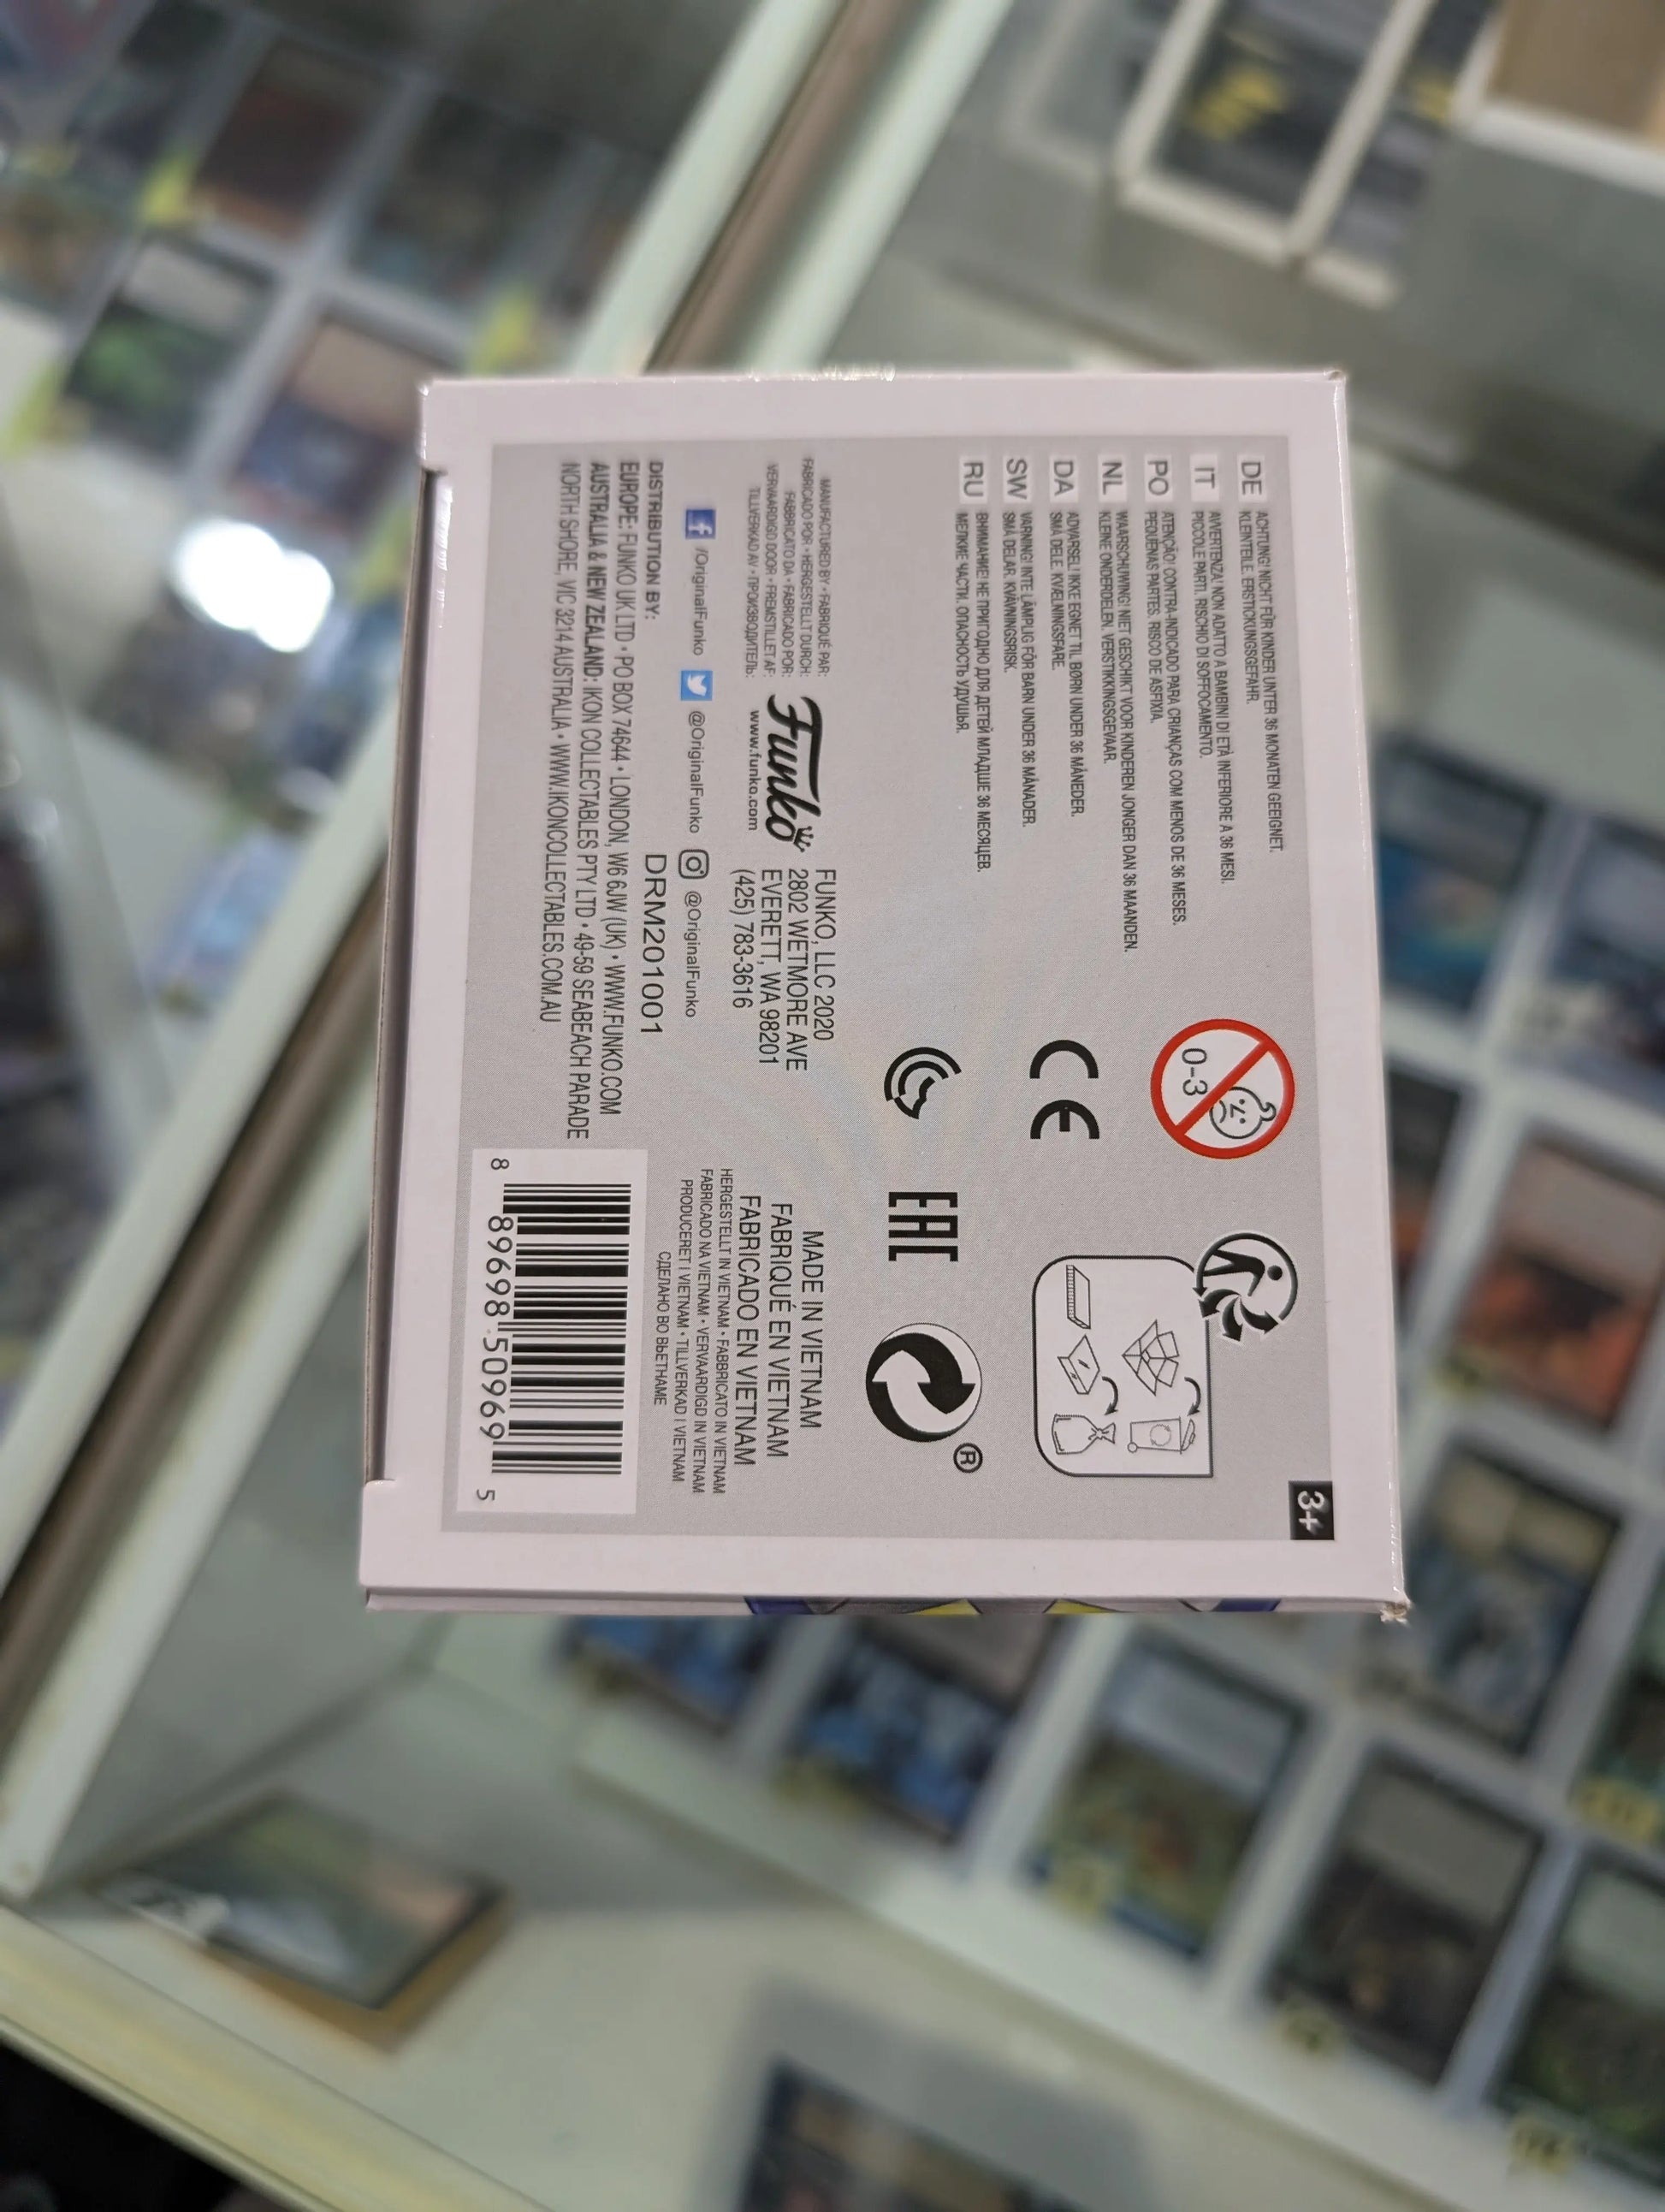 3+
DE ACHTUNG! NICHT FÜR KINDER UNTER 36 MONATEN GEEIGNET.
KLEINTEILE. ERSTICKUNGSGEFAHR.
IT AVVERTENZA! NON ADATTO A BAMBINI DI ETÀ INFERIORE A 36 MESI.
PICCOLE PARTI. RISCHIO DI SOFFOCAMENTO.
PO ATENÇÃO! CONTRA-INDICADO PARA CRIANÇAS COM MENOS DE 36 MESES.
PEQUENAS PARTES. RISCO DE ASFIXIA.
NL WAARSCHUWING! NIET GESCHIKT VOOR KINDEREN JONGER DAN 36 MAANDEN.
KLEINE ONDERDELEN. VERSTIKKINGSGEVAAR.
DA ADVARSEL! IKKE EGNET TIL BØRN UNDER 36 MÅNEDER.
SMÅ DELE. KVÆLNINGSFARE.
SW VARNING! INTE LÄMPLIG FÖR BARN UNDER 36 MÅNADER.
SMÅ DELAR. KVÄVNINGSRISK.
RU ВНИМАНИЕ! НЕ ПРИГОДНО ДЛЯ ДЕТЕЙ МЛАДШЕ 36 МЕСЯЦЕВ.
МЕЛКИЕ ЧАСТИ. ОПАСНОСТЬ УДУШЬЯ.
0-3
CE
EAC
®
MANUFACTURED BY • FABRIQUÉ PAR:
FABRICADO POR • HERGESTELLT DURCH:
FABBRICATO DA • FABRICADO POR:
VERVAARDIGD DOOR • FREMSTILLET AF:
TILLVERKAD AV • ПРОИЗВОДИТЕЛЬ:
Funko
www.funko.com
FUNKO, LLC 2020
2802 WETMORE AVE
EVERETT, WA 98201
(425) 783-3616
/OriginalFunko @OriginalFunko @OriginalFunko
DISTRIBUTION BY: DRM201001
EUROPE: FUNKO UK LTD • PO BOX 74644 • LONDON, W6 6JW (UK) • WWW.FUNKO.COM
AUSTRALIA & NEW ZEALAND: IKON COLLECTABLES PTY LTD • 49-59 SEABEACH PARADE
NORTH SHORE, VIC 3214 AUSTRALIA • WWW.IKONCOLLECTABLES.COM.AU
MADE IN VIETNAM
FABRIQUÉ EN VIETNAM
FABRICADO EN VIETNAM
HERGESTELLT IN VIETNAM • FABBRICATO IN VIETNAM
FABRICADO NA VIETNAM • VERVAARDIGD IN VIETNAM
PRODUCERET I VIETNAM • TILLVERKAD I VIETNAM
СДЕЛАНО ВО ВЬЕТНАМЕ
8 89698 50969 5